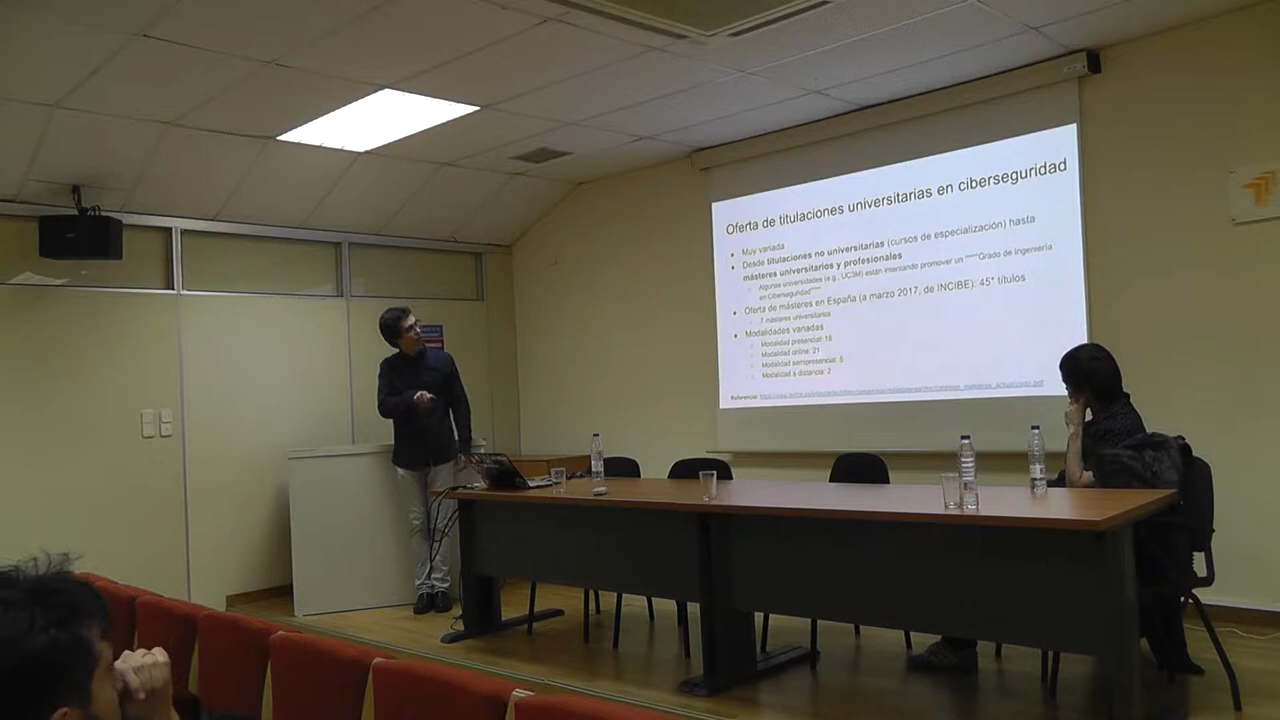 Oferta de titulaciones universitarias en ciberseguridad
Muy variada
Desde titulaciones no universitarias (cursos de especialización) hasta
másteres universitarios y profesionales
Algunas universidades (e.g., UC3M) están intentando promover un """"Grado de Ingeniería
en Ciberseguridad""""
Oferta de másteres en España (a marzo 2017, de INCIBE): 45* títulos
7 másteres universitarios
Modalidades variadas
Modalidad presencial: 18
Modalidad online: 21
Modalidad semipresencial: 5
Modalidad a distancia: 2
Referencia: